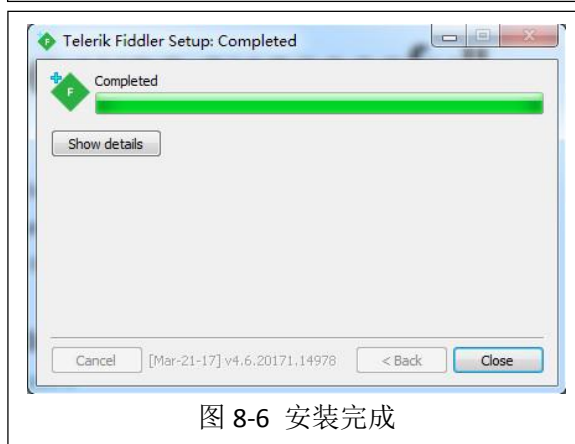 Telerik Fiddler Setup: Completed
F
Completed
Show details
Cancel [Mar-21-17] v4.6.20171.14978 < Back Close
图 8-6 安装完成